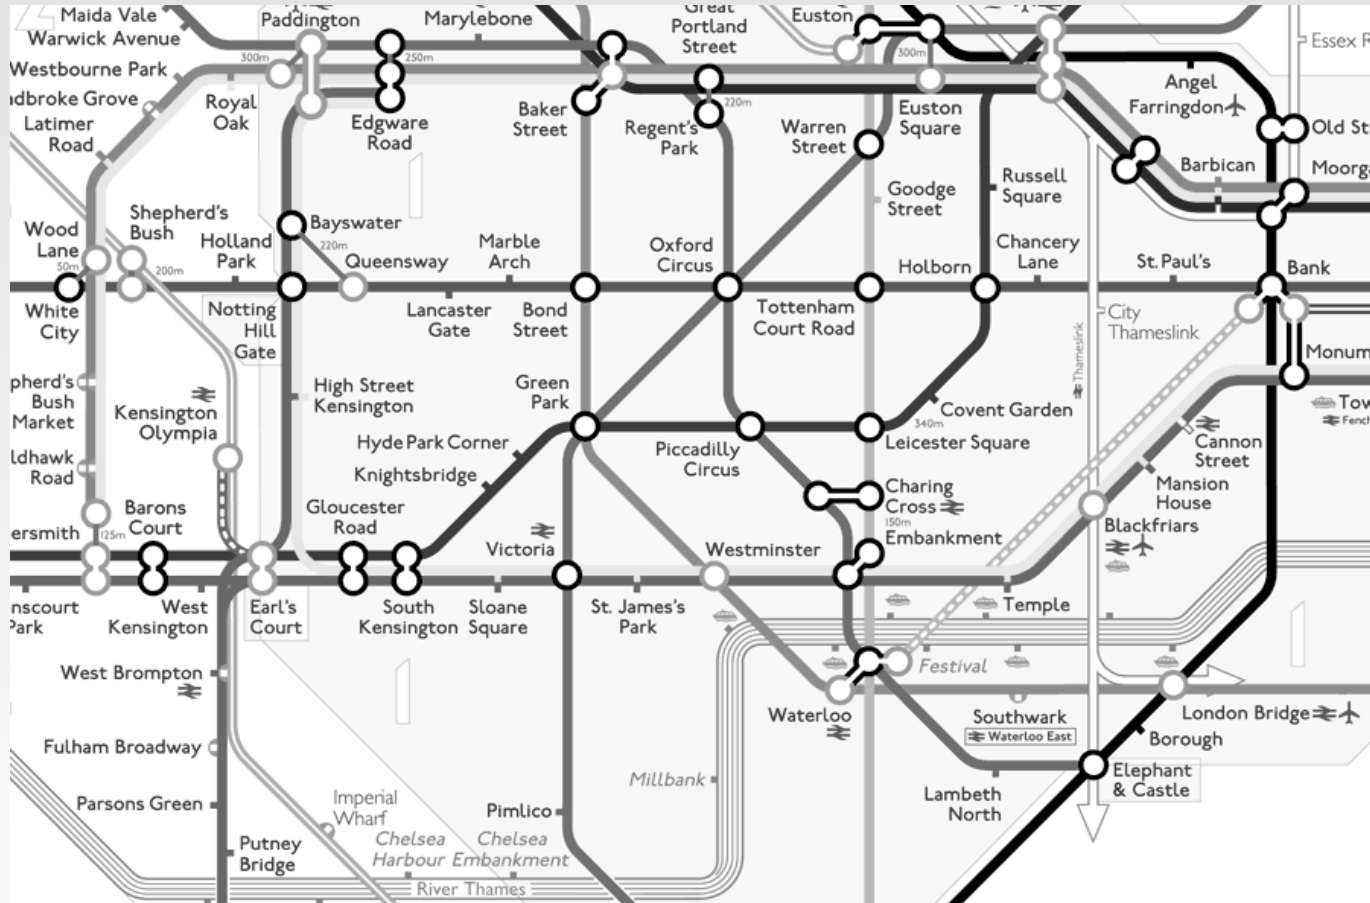 Maida Vale
Warwick Avenue
Paddington
Marylebone
Great
Portland
Street
Euston
Essex R
Westbourne Park
300m
250m
300m
Angel
Farringdon
adbroke Grove
Latimer
Road
Royal
Oak
Edgware
Road
Baker
Street
220m
Regent's
Park
Warren
Street
Euston
Square
Old St
Barbican
Moorga
Wood
Lane
50m
White
City
Shepherd's
Bush
200m
Holland
Park
Bayswater
220m
Queensway
Notting
Hill
Gate
Marble
Arch
Lancaster
Gate
Bond
Street
Oxford
Circus
Goodge
Street
Tottenham
Court Road
Russell
Square
Holborn
Chancery
Lane
St. Paul's
Bank
City
Thameslink
Thameslink
Monum
pherd's
Bush
Market
Kensington
Olympia
High Street
Kensington
Green
Park
Hyde Park Corner
Knightsbridge
Piccadilly
Circus
Covent Garden
340m
Leicester Square
Tow
Fench
Cannon
Street
Mansion
House
Blackfriars
ldhawk
Road
ersmith
125m
Barons
Court
Gloucester
Road
Victoria
Westminster
Charing
Cross
150m
Embankment
nscourt
Park
West
Kensington
Earl's
Court
South
Kensington
Sloane
Square
St. James's
Park
Temple
West Brompton
Festival
Waterloo
Southwark
Waterloo East
London Bridge
Borough
Fulham Broadway
Millbank
Elephant
& Castle
Lambeth
North
Parsons Green
Imperial
Wharf
Pimlico
Putney
Bridge
Chelsea
Harbour
Chelsea
Embankment
River Thames